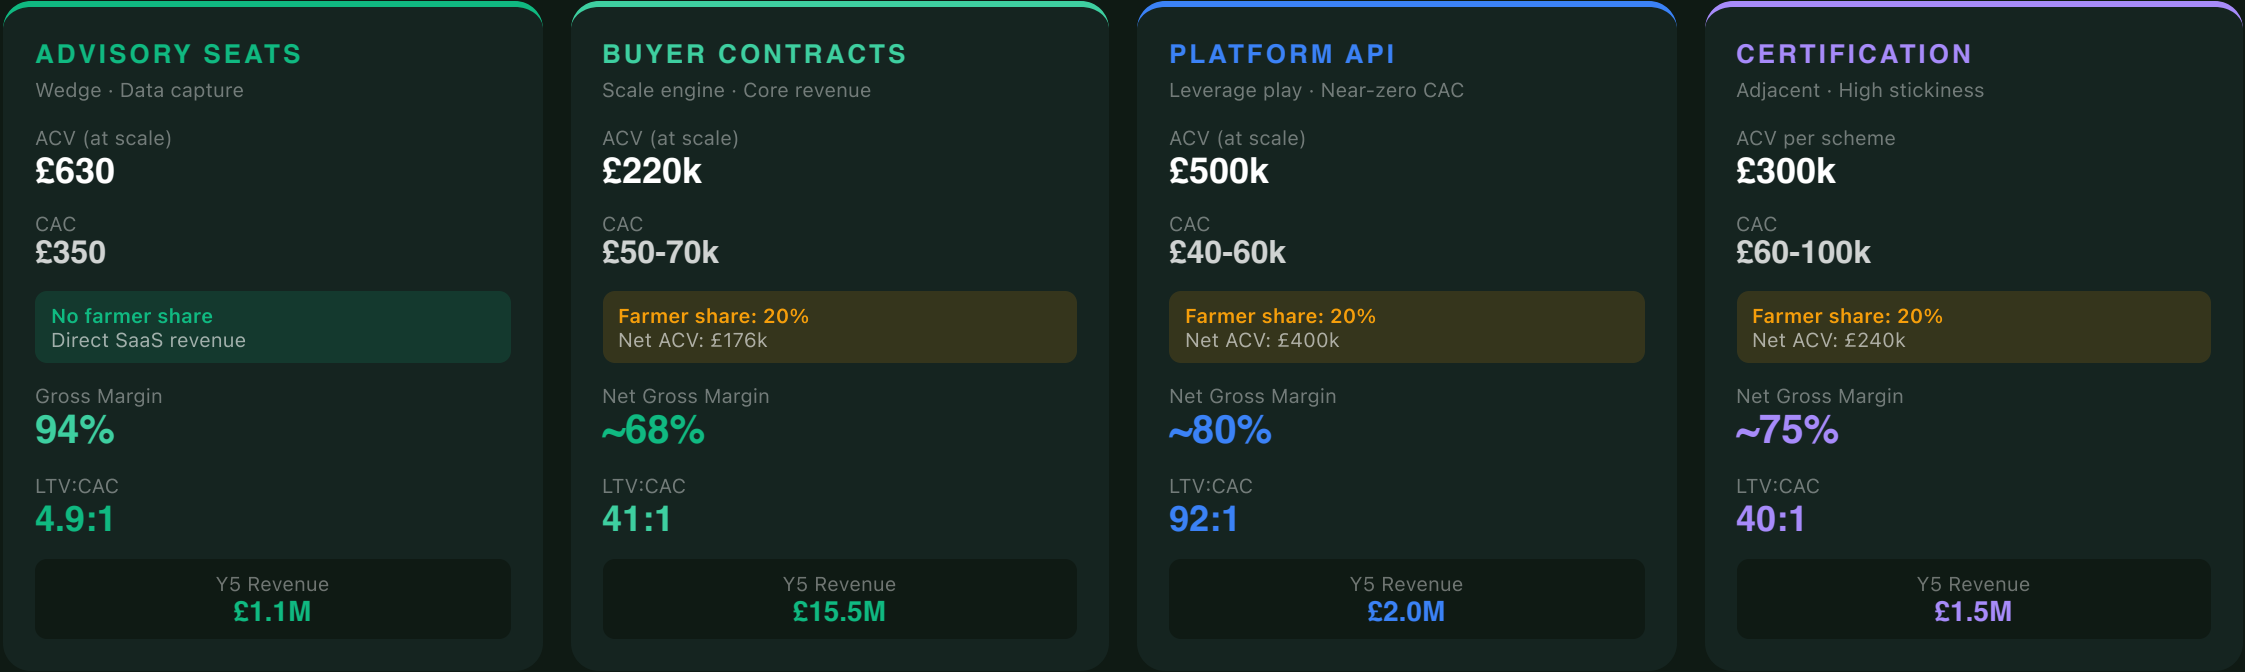 ADVISORY SEATS
Wedge · Data capture
ACV (at scale)
£630
CAC
£350
No farmer share
Direct SaaS revenue
Gross Margin
94%
LTV:CAC
4.9:1
Y5 Revenue
£1.1M
BUYER CONTRACTS
Scale engine · Core revenue
ACV (at scale)
£220k
CAC
£50-70k
Farmer share: 20%
Net ACV: £176k
Net Gross Margin
~68%
LTV:CAC
41:1
Y5 Revenue
£15.5M
PLATFORM API
Leverage play · Near-zero CAC
ACV (at scale)
£500k
CAC
£40-60k
Farmer share: 20%
Net ACV: £400k
Net Gross Margin
~80%
LTV:CAC
92:1
Y5 Revenue
£2.0M
CERTIFICATION
Adjacent · High stickiness
ACV per scheme
£300k
CAC
£60-100k
Farmer share: 20%
Net ACV: £240k
Net Gross Margin
~75%
LTV:CAC
40:1
Y5 Revenue
£1.5M